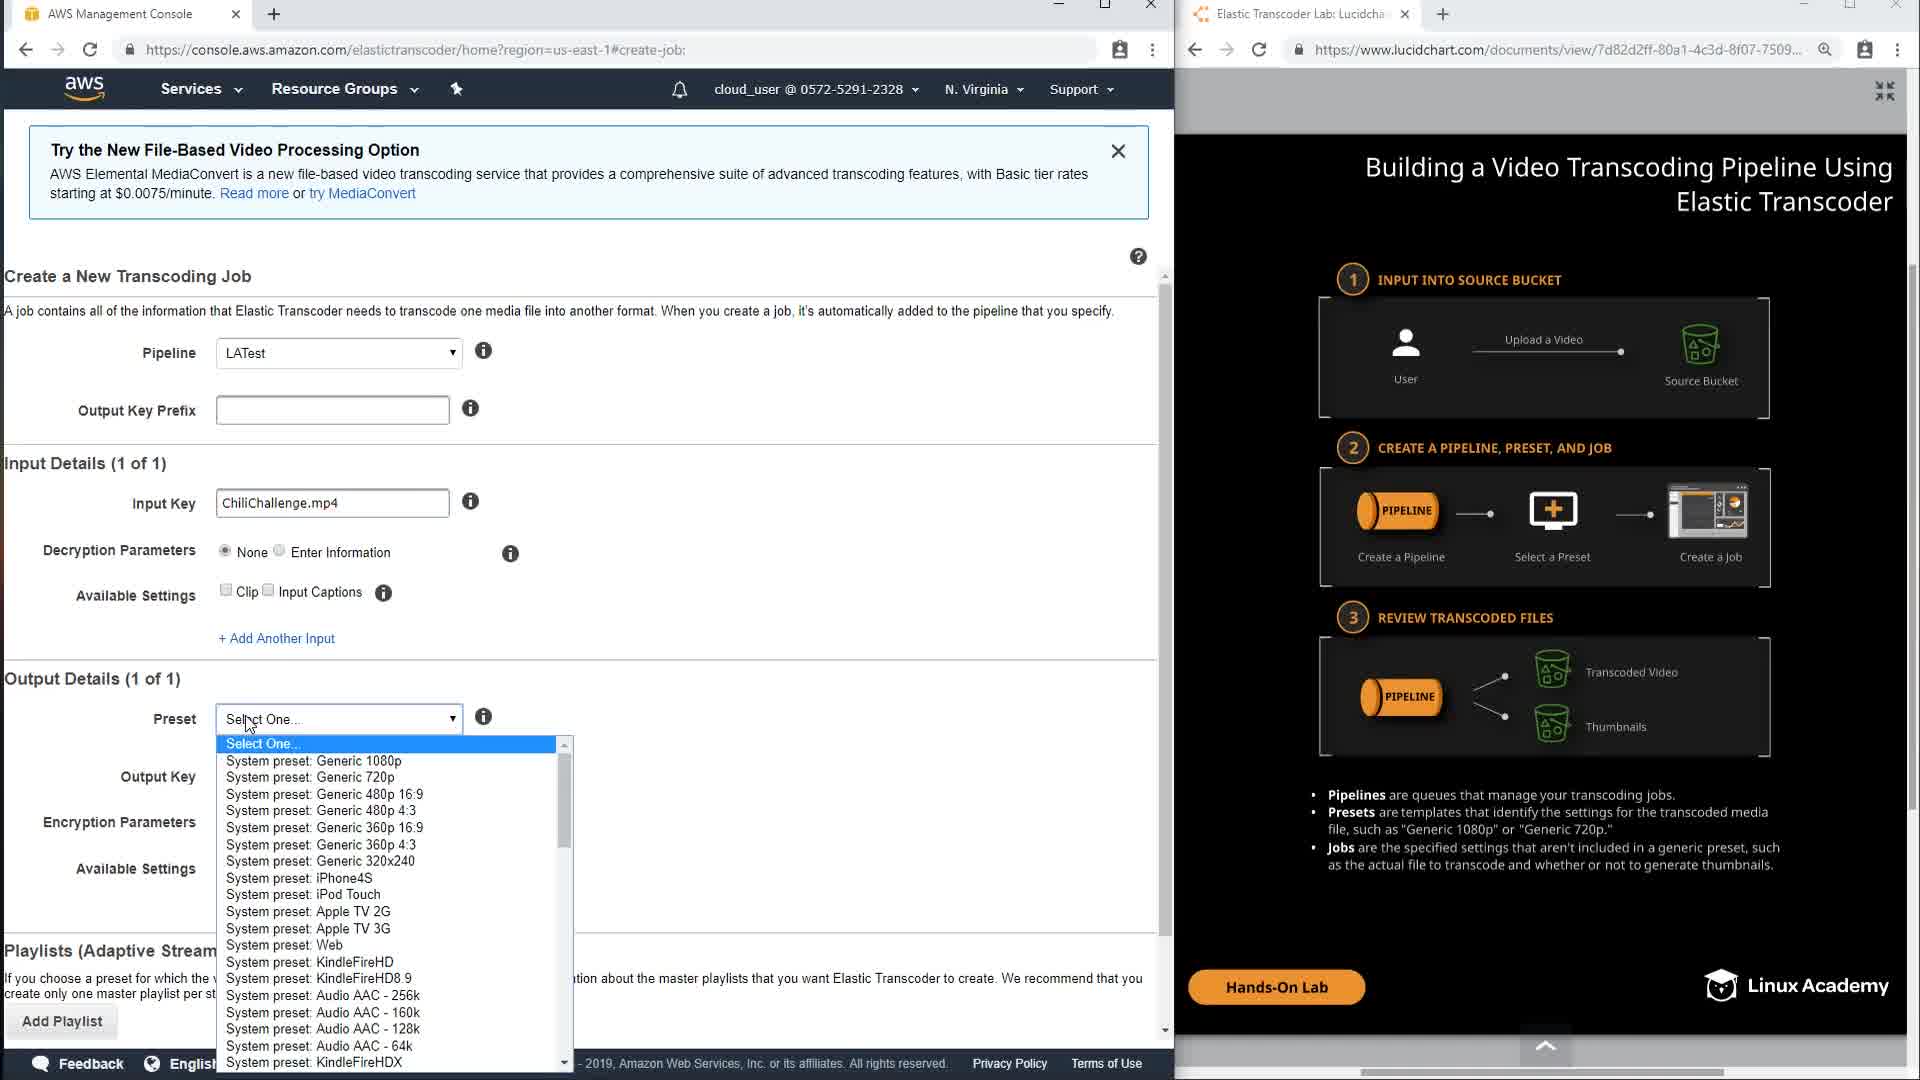 AWS Management Console
https://console.aws.amazon.com/elastictranscoder/home?region=us-east-1#create-job:
aws
Services
Resource Groups
cloud_user @ 0572-5291-2328
N. Virginia
Support
Try the New File-Based Video Processing Option
AWS Elemental MediaConvert is a new file-based video transcoding service that provides a comprehensive suite of advanced transcoding features, with Basic tier rates
starting at $0.0075/minute. Read more or try MediaConvert
Create a New Transcoding Job
A job contains all of the information that Elastic Transcoder needs to transcode one media file into another format. When you create a job, it's automatically added to the pipeline that you specify.
Pipeline
LATest
Output Key Prefix
Input Details (1 of 1)
Input Key
ChiliChallenge.mp4
Decryption Parameters
None
Enter Information
Available Settings
Clip
Input Captions
+ Add Another Input
Output Details (1 of 1)
Preset
Select One...
Select One...
System preset: Generic 1080p
System preset: Generic 720p
System preset: Generic 480p 16:9
System preset: Generic 480p 4:3
System preset: Generic 360p 16:9
System preset: Generic 360p 4:3
System preset: Generic 320x240
System preset: iPhone4S
System preset: iPod Touch
System preset: Apple TV 2G
System preset: Apple TV 3G
System preset: Web
System preset: KindleFireHD
System preset: KindleFireHD8.9
System preset: Audio AAC - 256k
System preset: Audio AAC - 160k
System preset: Audio AAC - 128k
System preset: Audio AAC - 64k
System preset: KindleFireHDX
Output Key
Encryption Parameters
Available Settings
Playlists (Adaptive Stream
If you choose a preset for which the
tion about the master playlists that you want Elastic Transcoder to create. We recommend that you
create only one master playlist per st
Add Playlist
Feedback
English
- 2019, Amazon Web Services, Inc. or its affiliates. All rights reserved.
Privacy Policy
Terms of Use
Elastic Transcoder Lab: Lucidcha
https://www.lucidchart.com/documents/view/7d82d2ff-80a1-4c3d-8f07-7509...
Building a Video Transcoding Pipeline Using
Elastic Transcoder
1 INPUT INTO SOURCE BUCKET
Upload a Video
User
Source Bucket
2 CREATE A PIPELINE, PRESET, AND JOB
PIPELINE
Create a Pipeline
Select a Preset
Create a Job
3 REVIEW TRANSCODED FILES
Transcoded Video
PIPELINE
Thumbnails
• Pipelines are queues that manage your transcoding jobs.
• Presets are templates that identify the settings for the transcoded media
file, such as "Generic 1080p" or "Generic 720p."
• Jobs are the specified settings that aren't included in a generic preset, such
as the actual file to transcode and whether or not to generate thumbnails.
Hands-On Lab
Linux Academy